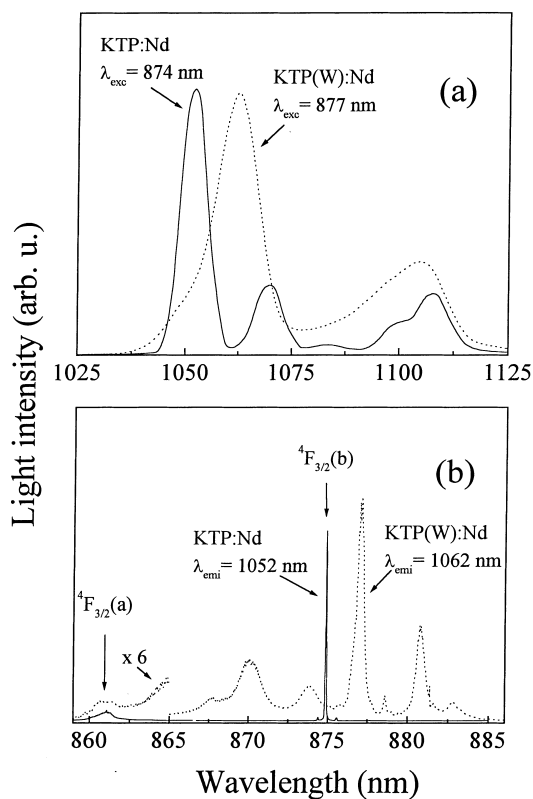 KTP:Nd
λexc= 874 nm
KTP(W):Nd
λexc= 877 nm
(a)
1025 1050 1075 1100 1125
Light intensity (arb. u.)
⁴F3/2(b)
(b)
KTP:Nd
λemi= 1052 nm
KTP(W):Nd
λemi= 1062 nm
⁴F3/2(a)
x 6
860 865 870 875 880 885
Wavelength (nm)